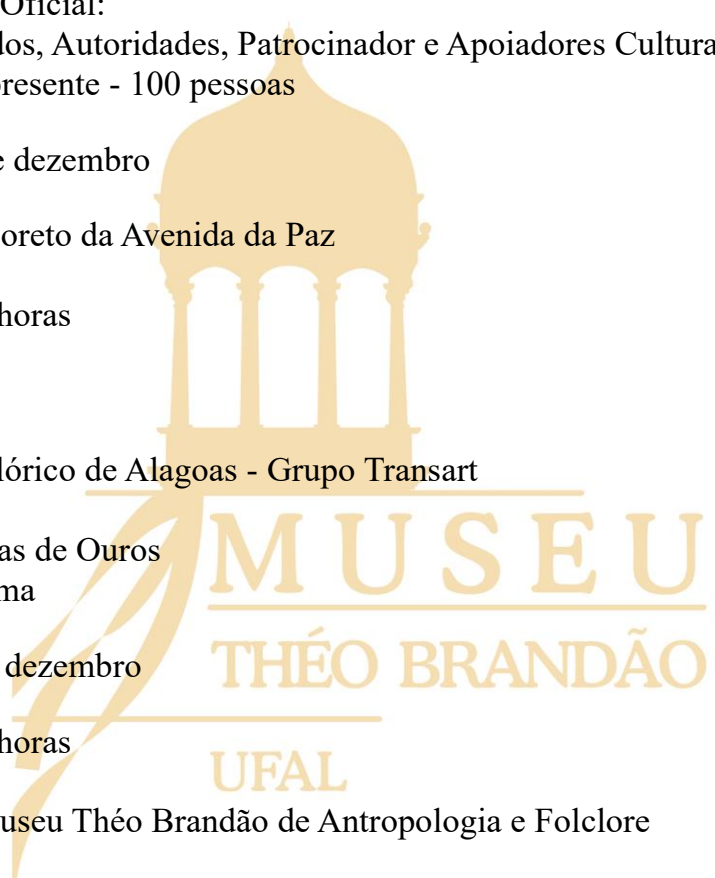 Oficial:
dos, Autoridades, Patrocinador e Apoiadores Cultura
presente - 100 pessoas
e dezembro
oreto da Avenida da Paz
horas
lórico de Alagoas - Grupo Transart
as de Ouros
ma
dezembro
horas
useu Théo Brandão de Antropologia e Folclore
MUSEU
THÉO BRANDÃO
UFAL